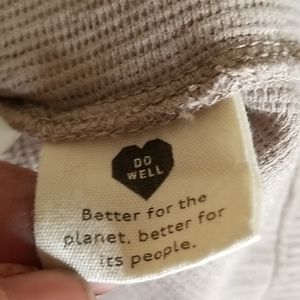 DO
WELL
Better for the
planet, better for
its people.